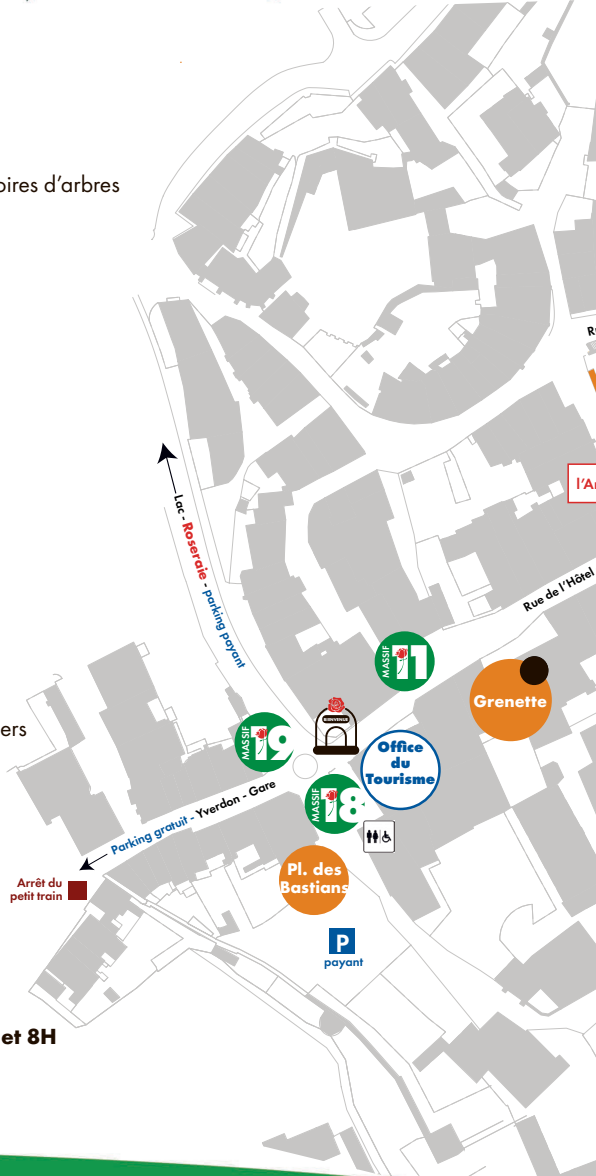 oires d'arbres
Lac - Roseraie - parking payant
Rue de l'Hôtel
MASSIF 11
Grenette
BIENVENUE
MASSIF 19
Office
du
Tourisme
ers
MASSIF 18
Parking gratuit - Yverdon - Gare
Pl. des
Bastians
Arrêt du
petit train
P
payant
et 8H